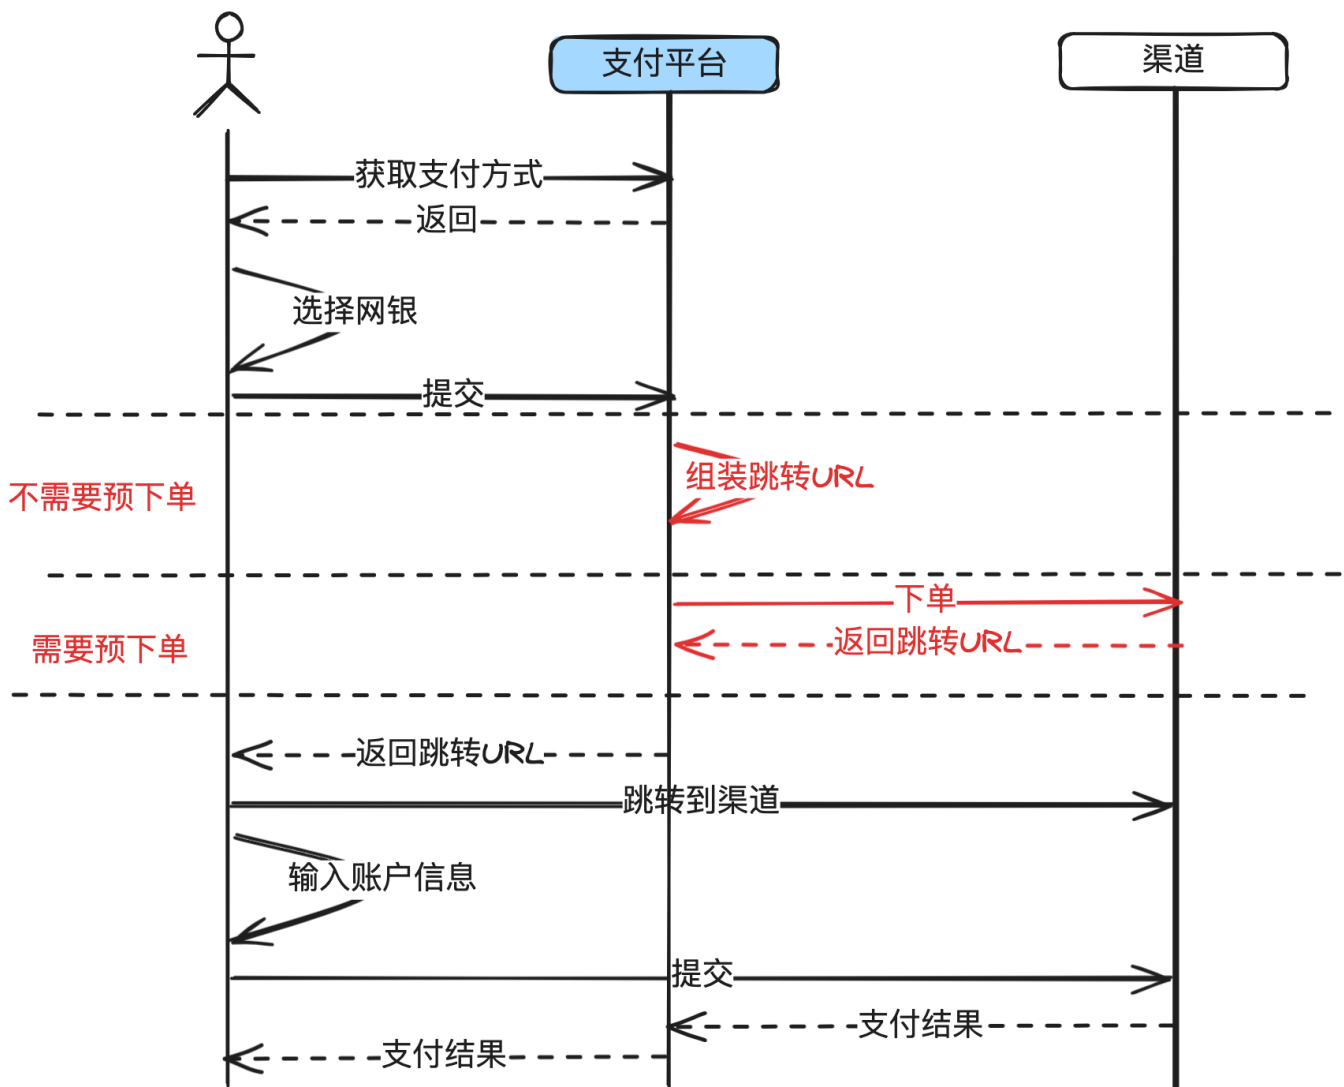 支付平台
渠道
获取支付方式
返回
选择网银
提交
组装跳转URL
不需要预下单
下单
返回跳转URL
需要预下单
返回跳转URL
跳转到渠道
输入账户信息
提交
支付结果
支付结果